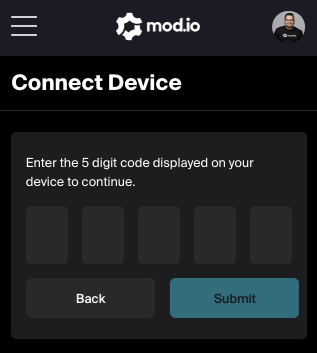 mod.io
Connect Device
Enter the 5 digit code displayed on your
device to continue.
Back
Submit